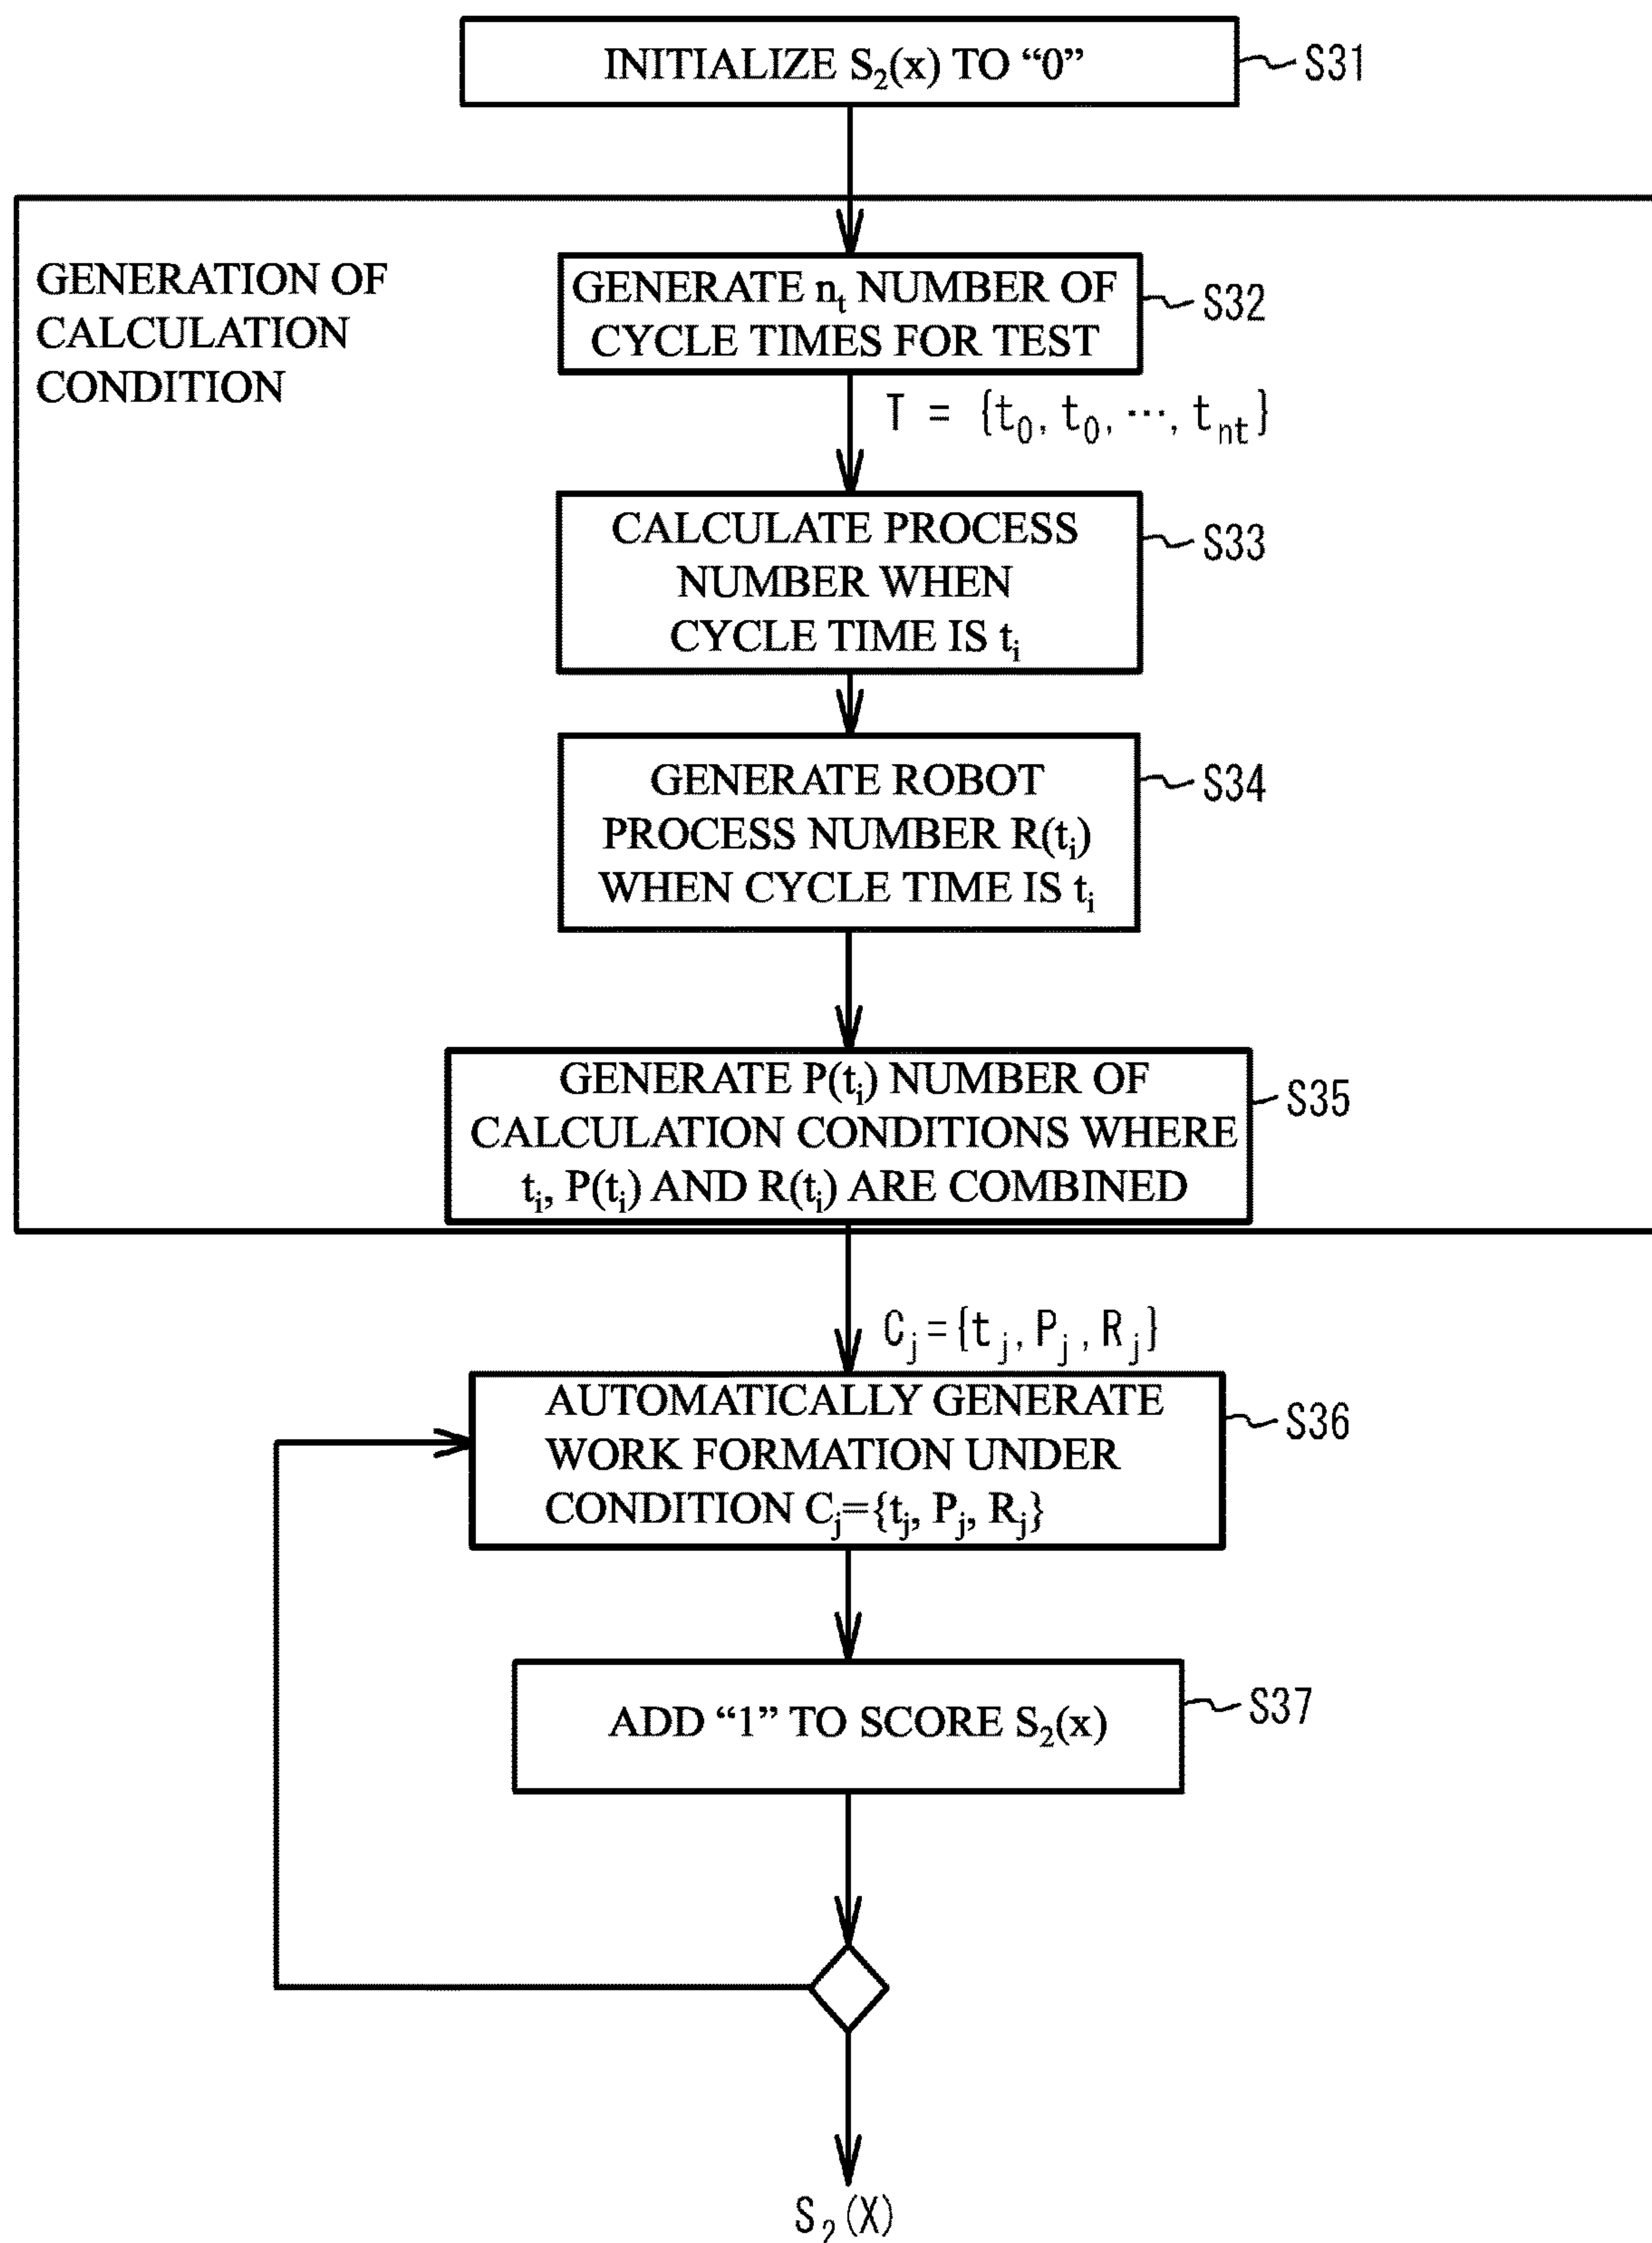 INITIALIZE S₂(x) TO “0”
S31
GENERATION OF
CALCULATION
CONDITION
GENERATE nₜ NUMBER OF
CYCLE TIMES FOR TEST
S32
T = {t₀, t₀, ⋯, tₙₜ}
CALCULATE PROCESS
NUMBER WHEN
CYCLE TIME IS tᵢ
S33
GENERATE ROBOT
PROCESS NUMBER R(tᵢ)
WHEN CYCLE TIME IS tᵢ
S34
GENERATE P(tᵢ) NUMBER OF
CALCULATION CONDITIONS WHERE
tᵢ, P(tᵢ) AND R(tᵢ) ARE COMBINED
S35
Cⱼ={tⱼ, Pⱼ, Rⱼ}
AUTOMATICALLY GENERATE
WORK FORMATION UNDER
CONDITION Cⱼ={tⱼ, Pⱼ, Rⱼ}
S36
ADD “1” TO SCORE S₂(x)
S37
S₂(X)